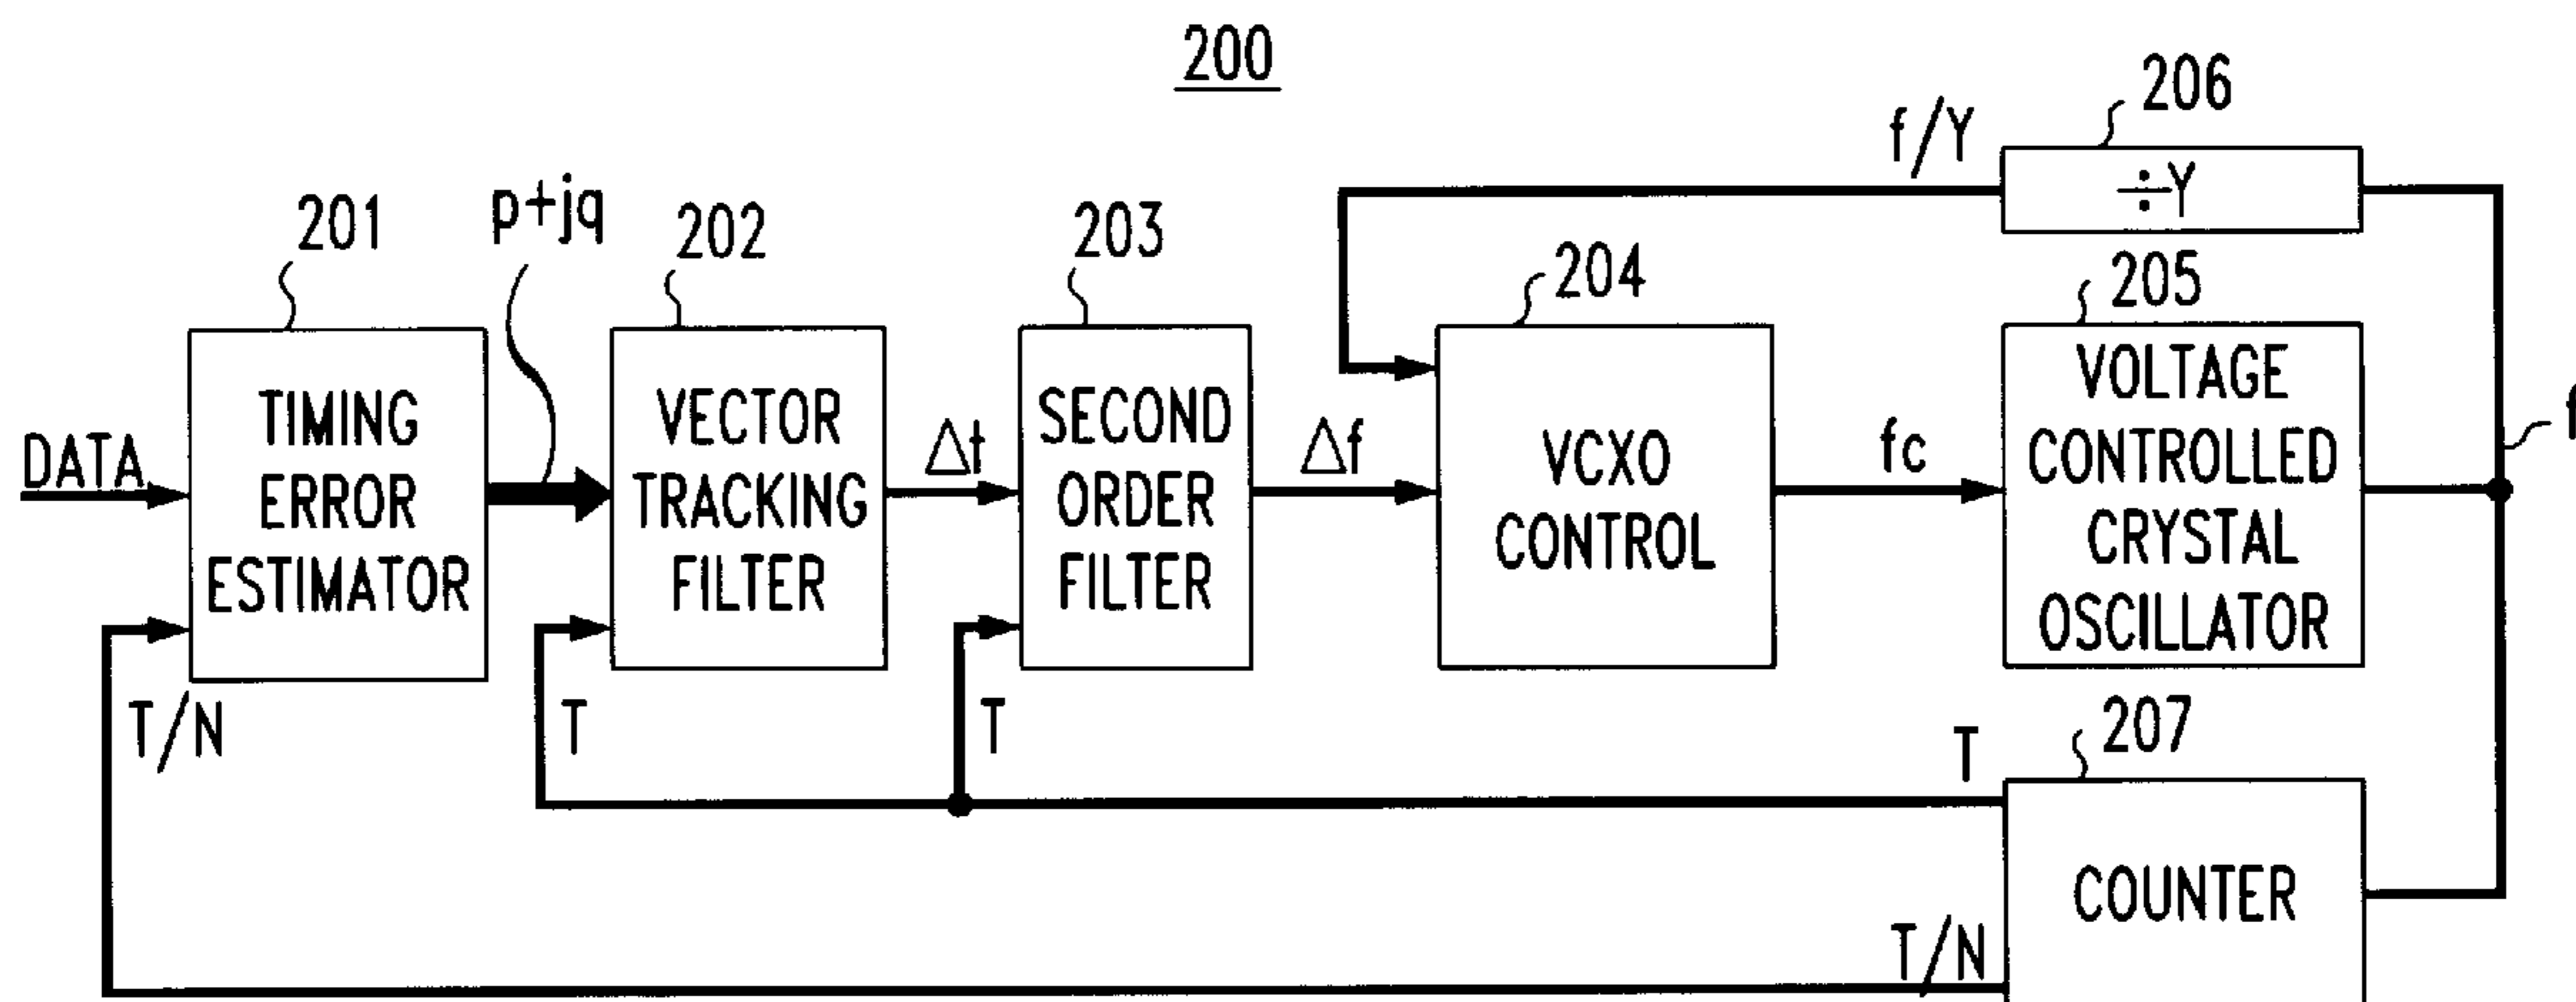 200
206
f/Y
÷Y
201
p+jq
202
203
204
205
DATA
TIMING
ERROR
ESTIMATOR
VECTOR
TRACKING
FILTER
Δt
SECOND
ORDER
FILTER
Δf
VCXO
CONTROL
fc
VOLTAGE
CONTROLLED
CRYSTAL
OSCILLATOR
f
T/N
T
T
T
207
COUNTER
T/N